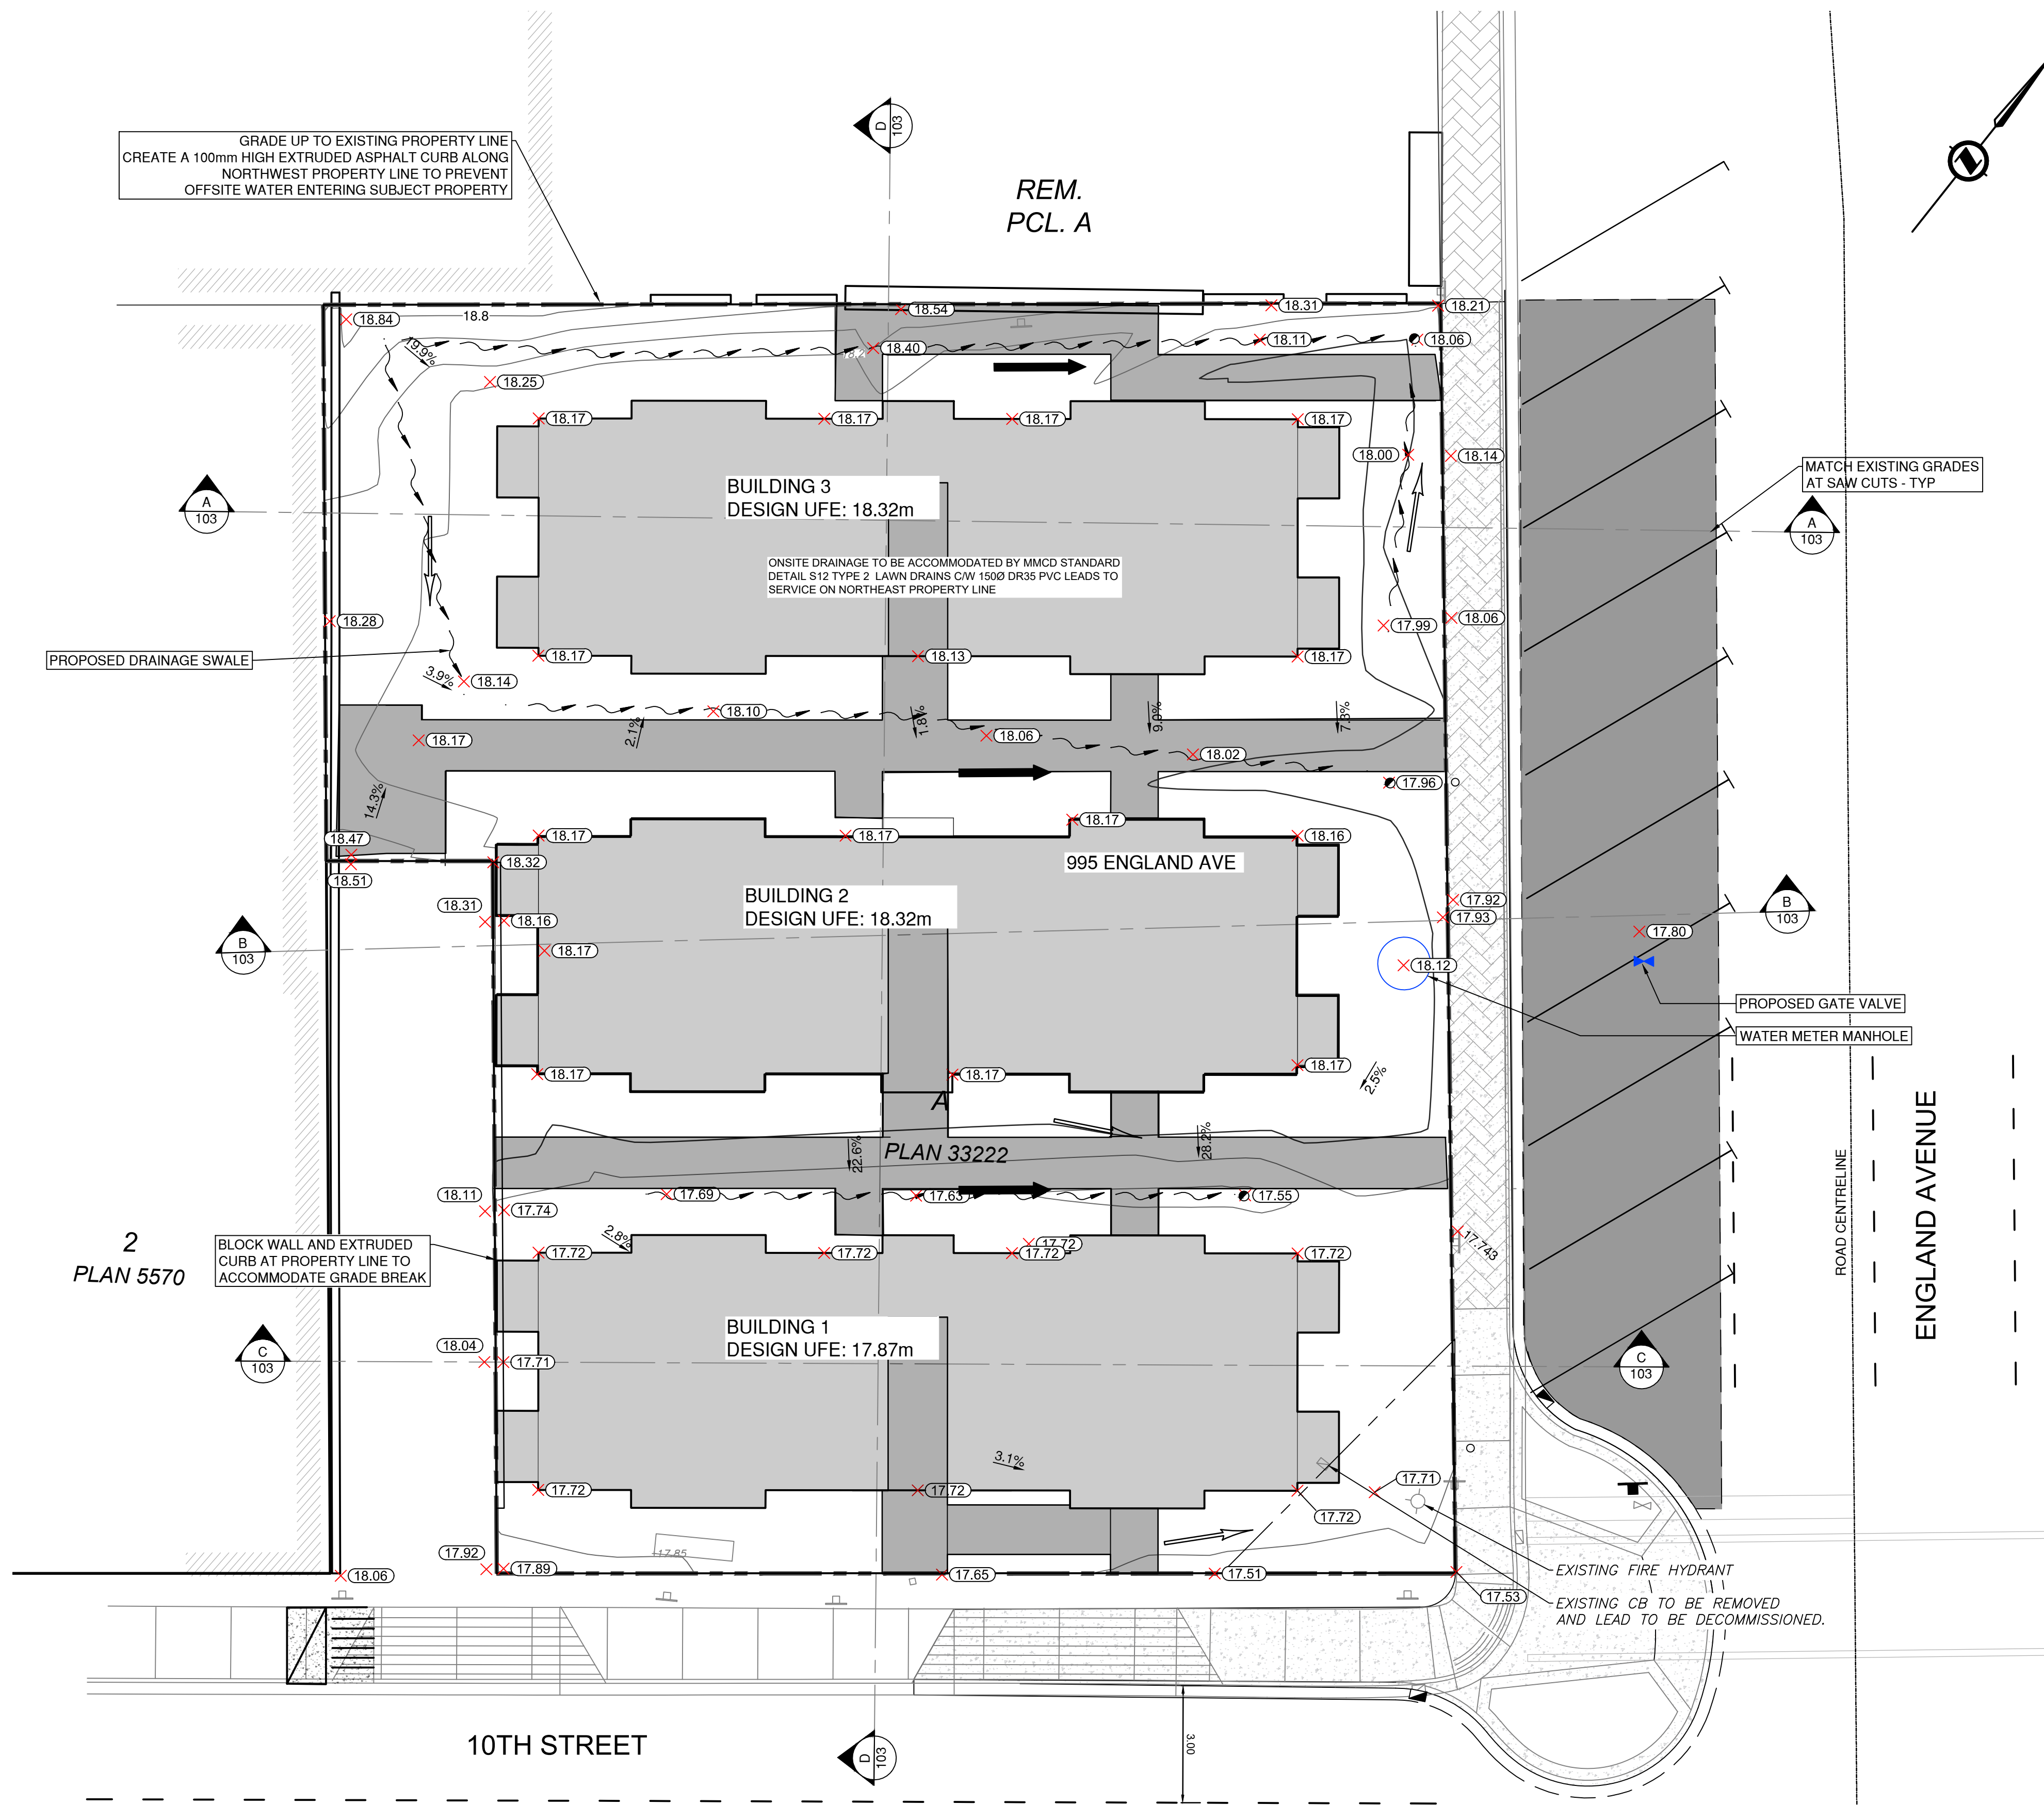 D
103
GRADE UP TO EXISTING PROPERTY LINE
CREATE A 100mm HIGH EXTRUDED ASPHALT CURB ALONG
NORTHWEST PROPERTY LINE TO PREVENT
OFFSITE WATER ENTERING SUBJECT PROPERTY
REM.
PCL. A
18.84
18.8
18.54
18.31
18.21
19.9%
18.40
18.11
18.06
18.25
18.17
18.17
18.17
18.17
18.00
18.14
MATCH EXISTING GRADES
AT SAW CUTS - TYP
BUILDING 3
DESIGN UFE: 18.32m
A
103
A
103
ONSITE DRAINAGE TO BE ACCOMMODATED BY MMCD STANDARD
DETAIL S12 TYPE 2 LAWN DRAINS C/W 150Ø DR35 PVC LEADS TO
SERVICE ON NORTHEAST PROPERTY LINE
18.28
17.99
18.06
PROPOSED DRAINAGE SWALE
18.17
18.13
18.17
3.9%
18.14
18.10
2.1%
1.8%
9.0%
7.3%
18.17
18.06
18.02
17.96
14.3%
18.47
18.17
18.17
18.17
18.16
18.51
18.32
995 ENGLAND AVE
18.31
18.16
BUILDING 2
DESIGN UFE: 18.32m
17.92
17.93
B
103
B
103
18.17
17.80
18.12
PROPOSED GATE VALVE
WATER METER MANHOLE
18.17
18.17
18.17
2.5%
A
PLAN 33222
22.6%
28.2%
18.11
17.74
17.69
17.63
17.55
17.743
2
PLAN 5570
BLOCK WALL AND EXTRUDED
CURB AT PROPERTY LINE TO
ACCOMMODATE GRADE BREAK
2.8%
17.72
17.72
17.72
17.72
17.72
ROAD CENTRELINE
ENGLAND AVENUE
BUILDING 1
DESIGN UFE: 17.87m
18.04
17.71
C
103
C
103
3.1%
17.72
17.72
17.72
17.71
17.85
17.92
17.89
18.06
17.65
17.51
17.53
EXISTING FIRE HYDRANT
EXISTING CB TO BE REMOVED
AND LEAD TO BE DECOMMISSIONED.
10TH STREET
D
103
3.00